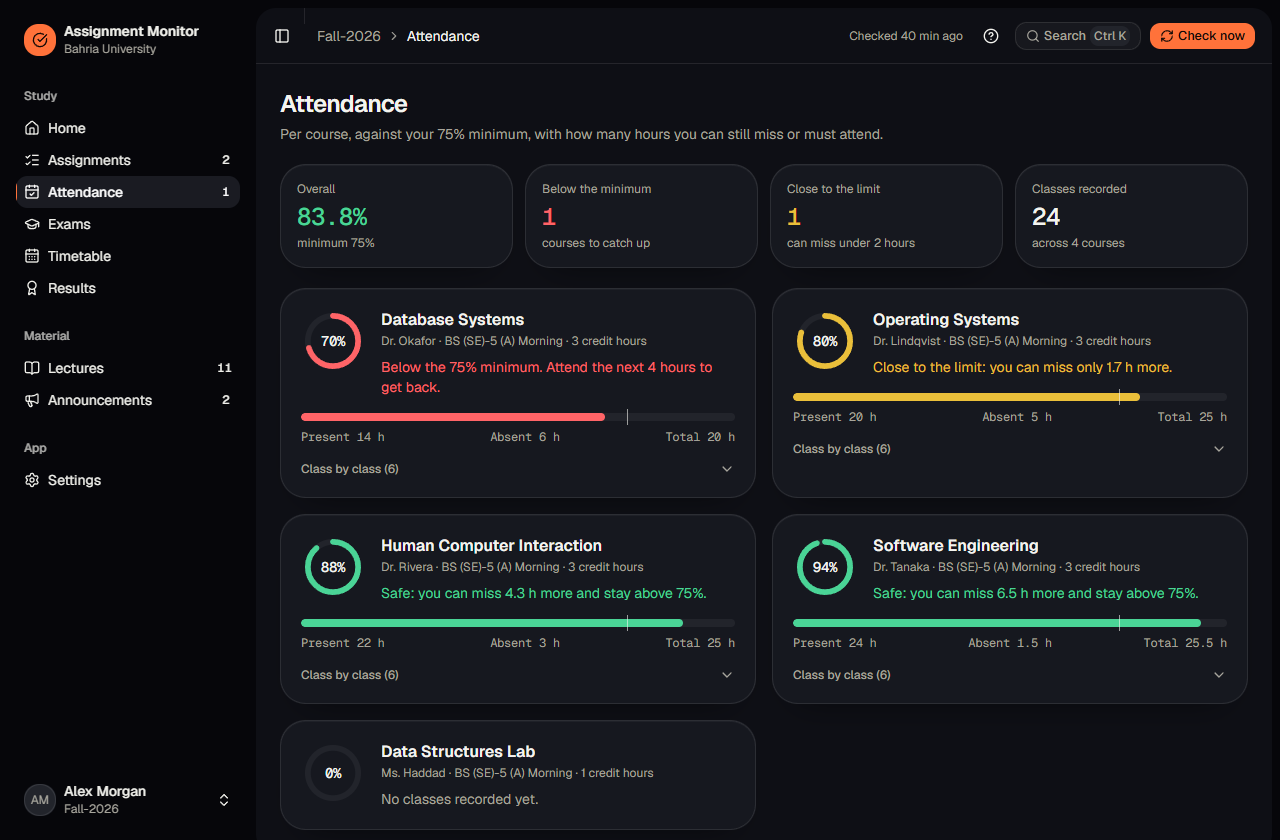 Assignment Monitor
Bahria University
Study
Home
Assignments 2
Attendance 1
Exams
Timetable
Results
Material
Lectures 11
Announcements 2
App
Settings
AM
Alex Morgan
Fall-2026
Fall-2026 > Attendance
Checked 40 min ago
Search Ctrl K
Check now
Attendance
Per course, against your 75% minimum, with how many hours you can still miss or must attend.
Overall
83.8%
minimum 75%
Below the minimum
1
courses to catch up
Close to the limit
1
can miss under 2 hours
Classes recorded
24
across 4 courses
70%
Database Systems
Dr. Okafor · BS (SE)-5 (A) Morning · 3 credit hours
Below the 75% minimum. Attend the next 4 hours to
get back.
Present 14 h Absent 6 h Total 20 h
Class by class (6)
80%
Operating Systems
Dr. Lindqvist · BS (SE)-5 (A) Morning · 3 credit hours
Close to the limit: you can miss only 1.7 h more.
Present 20 h Absent 5 h Total 25 h
Class by class (6)
88%
Human Computer Interaction
Dr. Rivera · BS (SE)-5 (A) Morning · 3 credit hours
Safe: you can miss 4.3 h more and stay above 75%.
Present 22 h Absent 3 h Total 25 h
Class by class (6)
94%
Software Engineering
Dr. Tanaka · BS (SE)-5 (A) Morning · 3 credit hours
Safe: you can miss 6.5 h more and stay above 75%.
Present 24 h Absent 1.5 h Total 25.5 h
Class by class (6)
0%
Data Structures Lab
Ms. Haddad · BS (SE)-5 (A) Morning · 1 credit hours
No classes recorded yet.